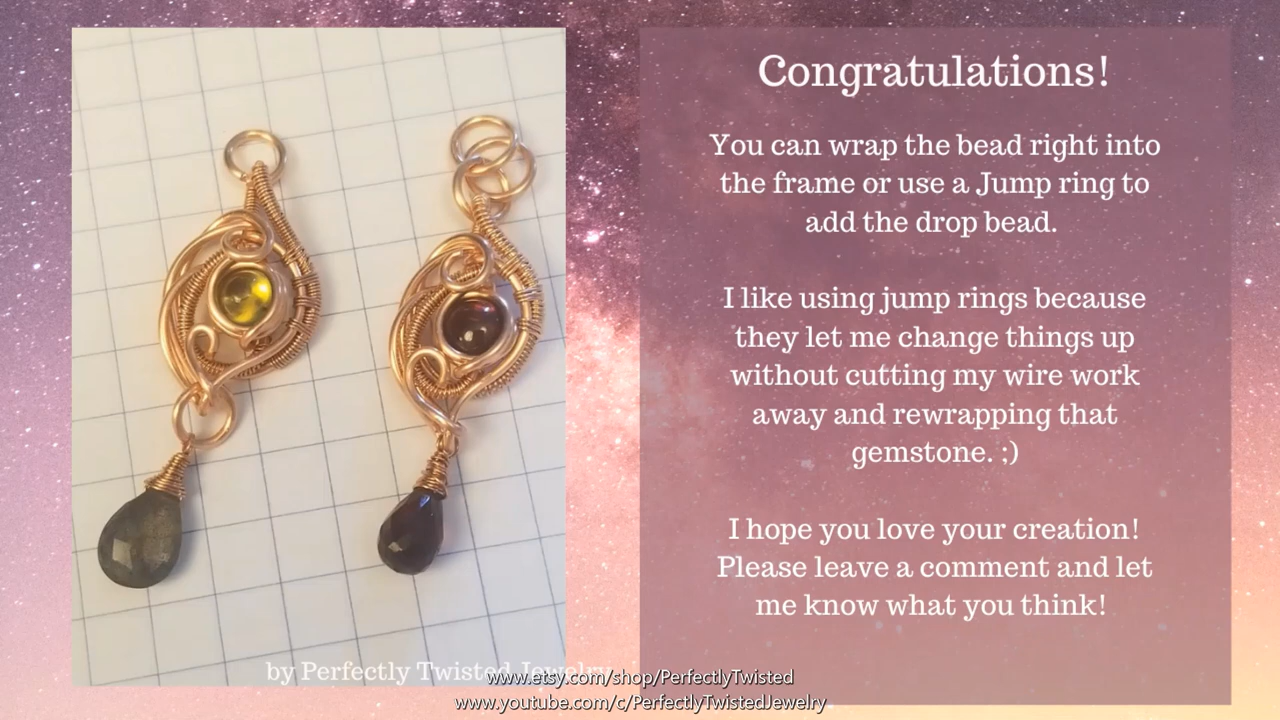 Congratulations!
You can wrap the bead right into
the frame or use a Jump ring to
add the drop bead.
I like using jump rings because
they let me change things up
without cutting my wire work
away and rewrapping that
gemstone. ;)
I hope you love your creation!
Please leave a comment and let
me know what you think!
by Perfectly Twisted Jewelry
www.etsy.com/shop/PerfectlyTwisted
www.youtube.com/c/PerfectlyTwistedJewelry